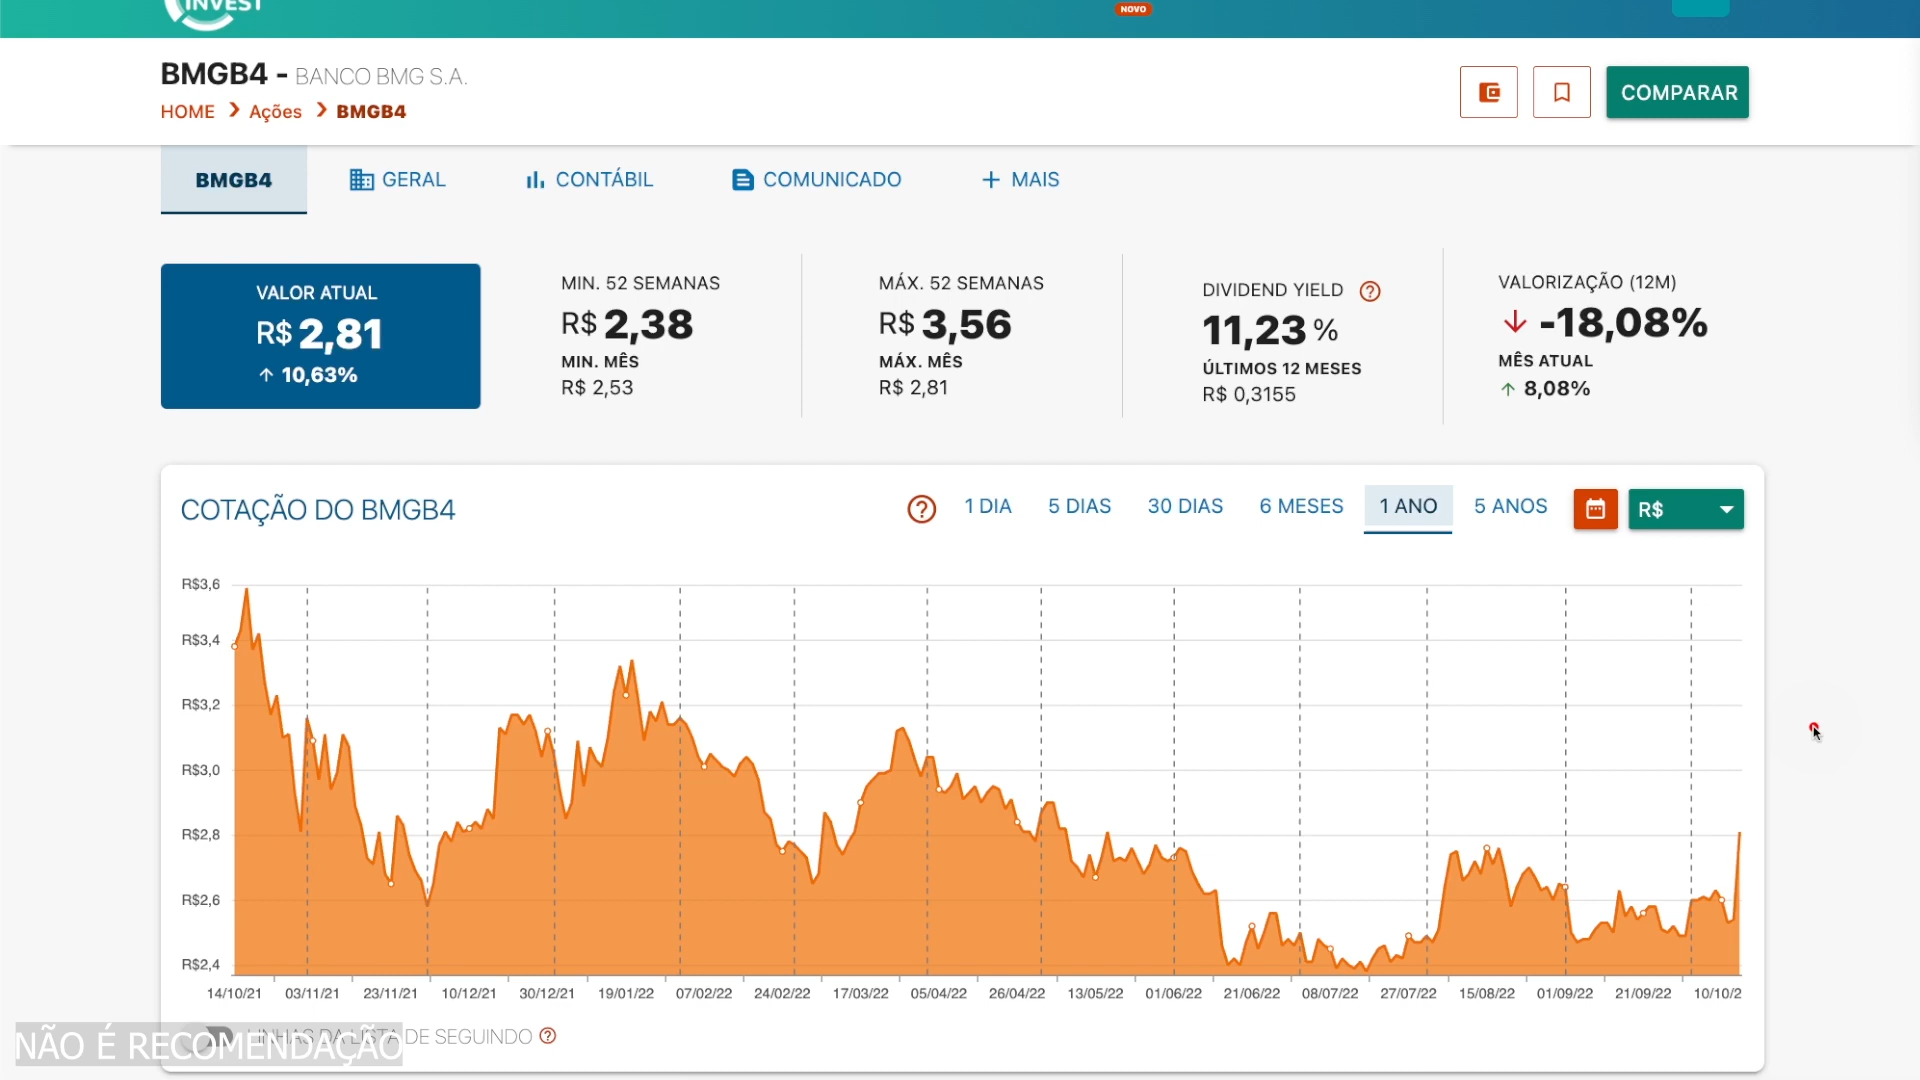 INVEST
NOVO
BMGB4 - BANCO BMG S.A.
HOME > Ações > BMGB4
COMPARAR
BMGB4
GERAL
CONTÁBIL
COMUNICADO
+ MAIS
VALOR ATUAL
R$ 2,81
↑ 10,63%
MIN. 52 SEMANAS
R$ 2,38
MIN. MÊS
R$ 2,53
MÁX. 52 SEMANAS
R$ 3,56
MÁX. MÊS
R$ 2,81
DIVIDEND YIELD ?
11,23 %
ÚLTIMOS 12 MESES
R$ 0,3155
VALORIZAÇÃO (12M)
↓ -18,08%
MÊS ATUAL
↑ 8,08%
COTAÇÃO DO BMGB4
? 1 DIA 5 DIAS 30 DIAS 6 MESES 1 ANO 5 ANOS R$
R$3,6
R$3,4
R$3,2
R$3,0
R$2,8
R$2,6
R$2,4
14/10/21 03/11/21 23/11/21 10/12/21 30/12/21 19/01/22 07/02/22 24/02/22 17/03/22 05/04/22 26/04/22 13/05/22 01/06/22 21/06/22 08/07/22 27/07/22 15/08/22 01/09/22 21/09/22 10/10/2
LINHAS DA LISTA DE SEGUINDO ?
NÃO É RECOMENDAÇÃO